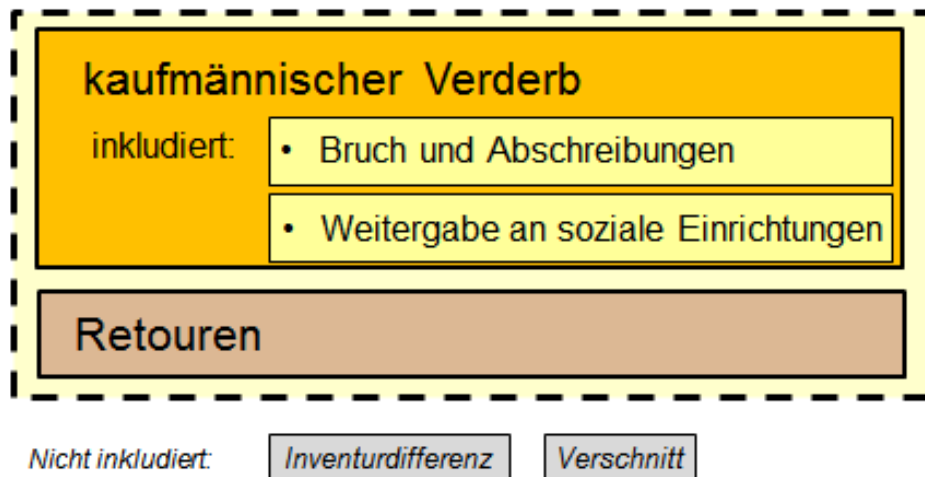 kaufmännischer Verderb
inkludiert:
• Bruch und Abschreibungen
• Weitergabe an soziale Einrichtungen
Retouren
Nicht inkludiert: Inventurdifferenz Verschnitt